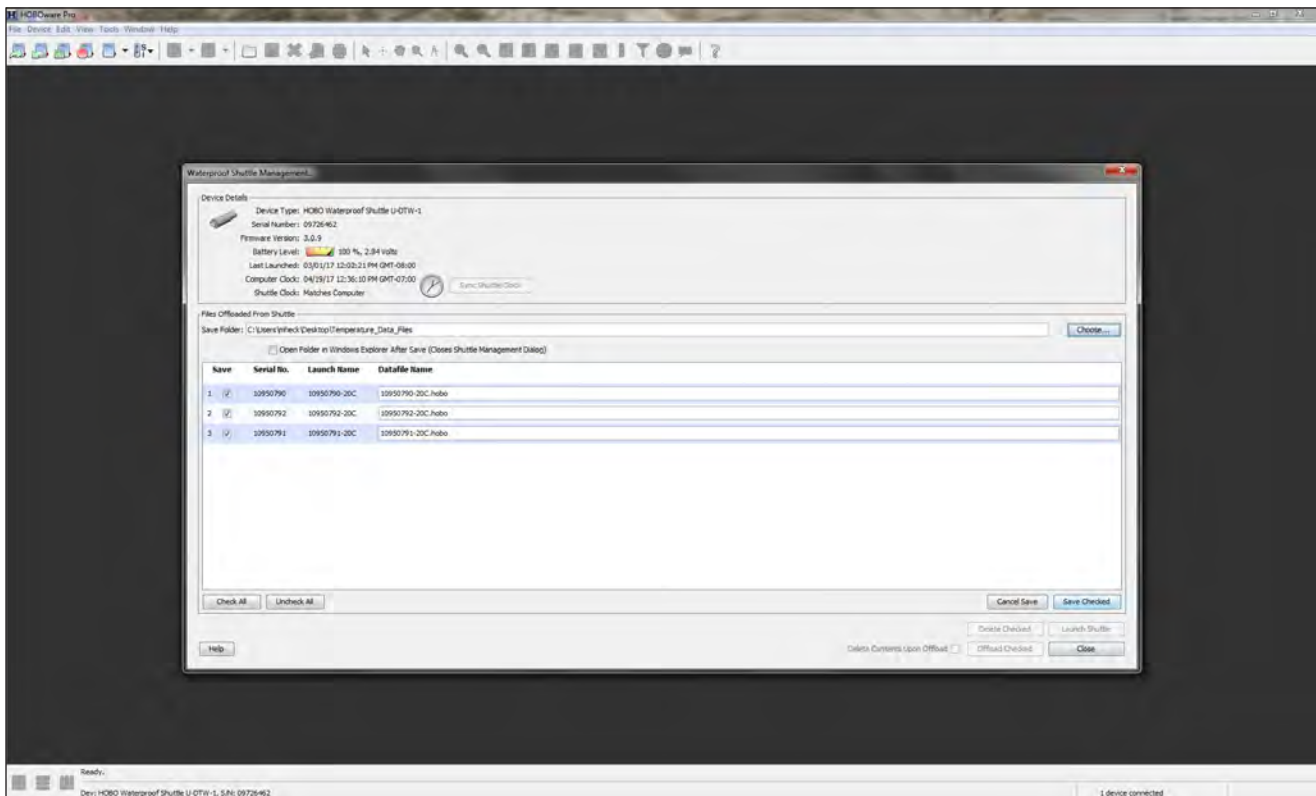 HOBOware Pro
File Device Edit View Tools Window Help
Waterproof Shuttle Management...
Device Details
Device Type: HOBO Waterproof Shuttle U-DTW-1
Serial Number: 09726462
Firmware Version: 3.0.9
Battery Level: 100 %, 2.94 volts
Last Launched: 03/01/17 12:02:21 PM GMT-08:00
Computer Clock: 04/19/17 12:36:10 PM GMT-07:00
Shuttle Clock: Matches Computer
Sync Shuttle Clock
Files Offloaded From Shuttle
Save Folder: C:\Users\mheck\Desktop\Temperature_Data_Files
Choose...
Open Folder in Windows Explorer After Save (Closes Shuttle Management Dialog)
Save Serial No. Launch Name Datafile Name
1 10950790 10950790-20C 10950790-20C.hobo
2 10950792 10950792-20C 10950792-20C.hobo
3 10950791 10950791-20C 10950791-20C.hobo
Check All Uncheck All Cancel Save Save Checked
Delete Checked Launch Shuttle
Help Delete Contents Upon Offload Offload Checked Close
Ready.
Dev: HOBO Waterproof Shuttle U-DTW-1, S/N: 09726462 1 device connected